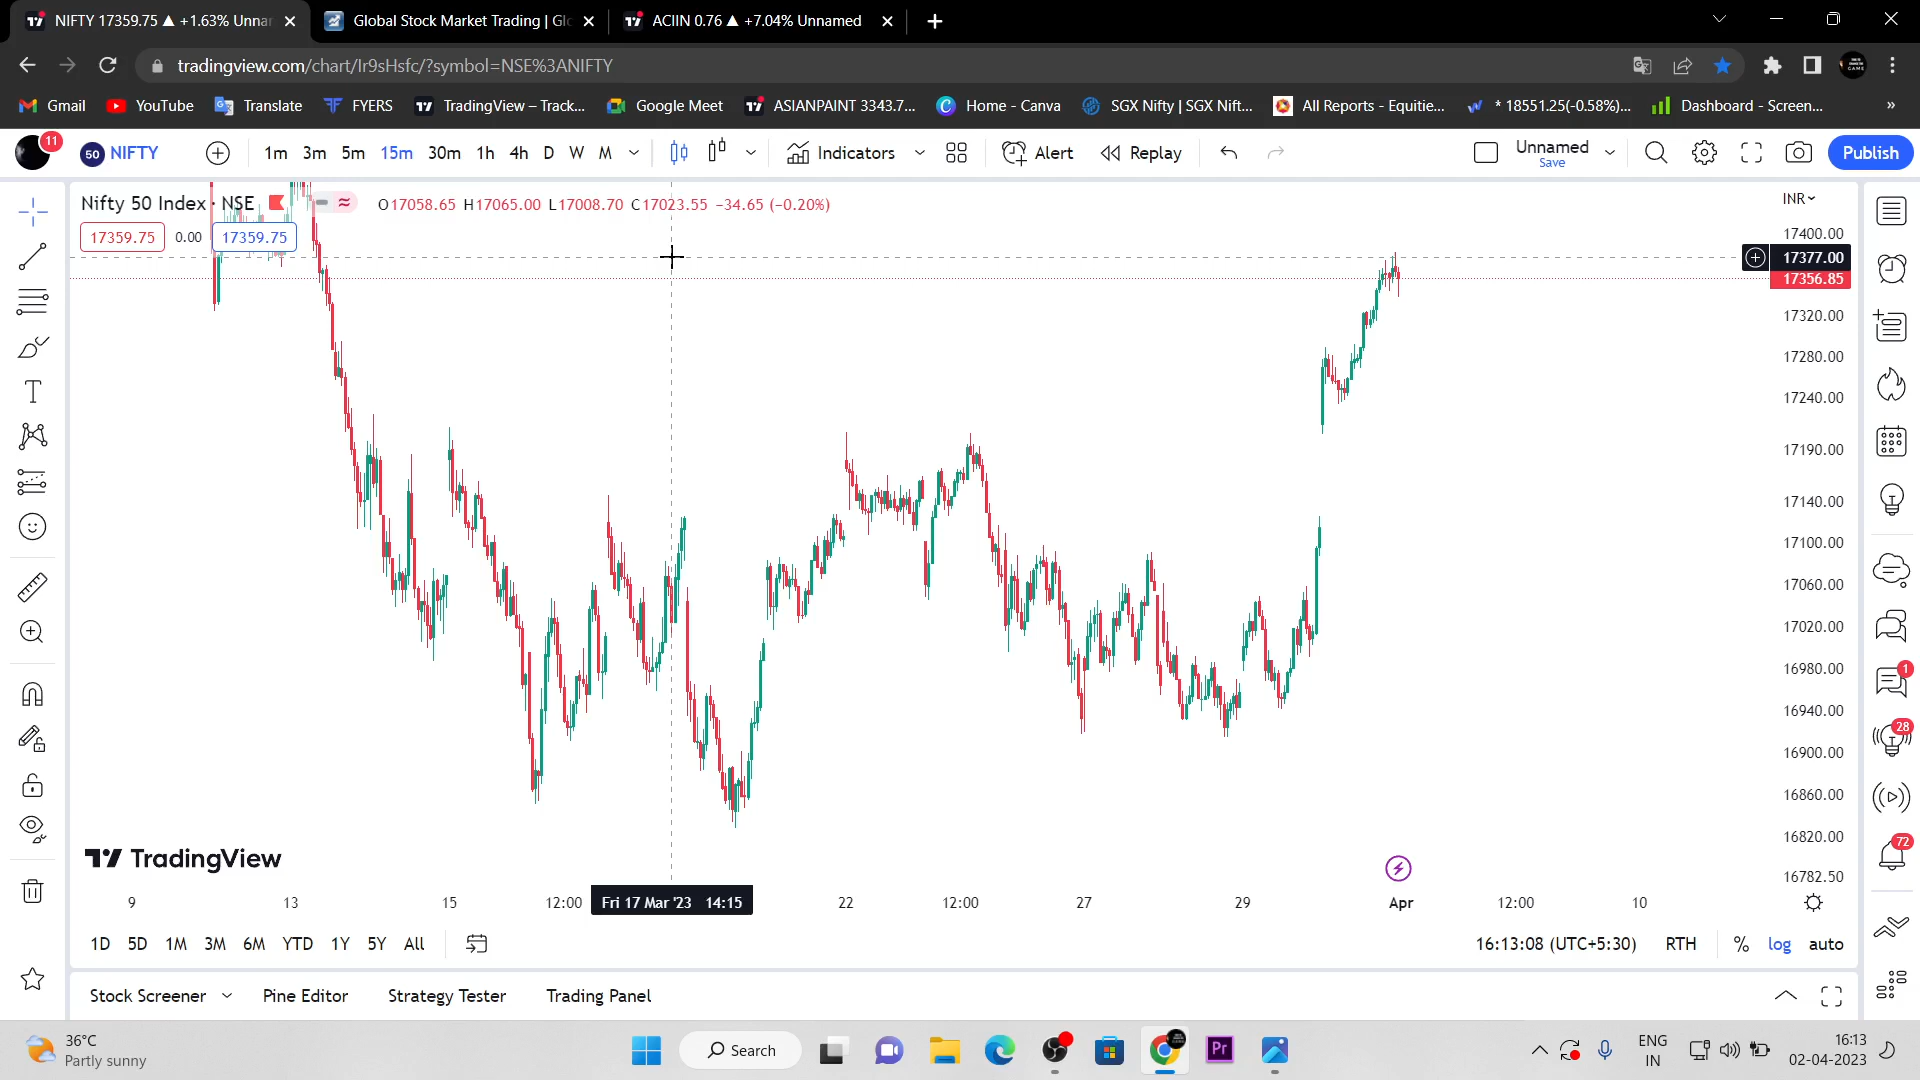 NIFTY 17359.75 ▲ +1.63% Unnar
Global Stock Market Trading | Glo
ACIIN 0.76 ▲ +7.04% Unnamed
tradingview.com/chart/Ir9sHsfc/?symbol=NSE%3ANIFTY
Gmail YouTube Translate FYERS TradingView – Track... Google Meet ASIANPAINT 3343.7... Home - Canva SGX Nifty | SGX Nift... All Reports - Equitie... * 18551.25(-0.58%)... Dashboard - Screen... »
11 50 NIFTY 1m 3m 5m 15m 30m 1h 4h D W M Indicators Alert Replay Unnamed Publish
Save
Nifty 50 Index · NSE O17058.65 H17065.00 L17008.70 C17023.55 −34.65 (−0.20%) INR
17359.75 0.00 17359.75
17400.00
17377.00
17356.85
17320.00
17280.00
17240.00
17190.00
17140.00
17100.00
17060.00
17020.00
16980.00
16940.00
16900.00
16860.00
16820.00
16782.50
1
28
72
TradingView
9 13 15 12:00 Fri 17 Mar '23 14:15 22 12:00 27 29 Apr 12:00 10
1D 5D 1M 3M 6M YTD 1Y 5Y All 16:13:08 (UTC+5:30) RTH % log auto
Stock Screener Pine Editor Strategy Tester Trading Panel
36°C
Partly sunny
Search
Pr
ENG
IN
16:13
02-04-2023